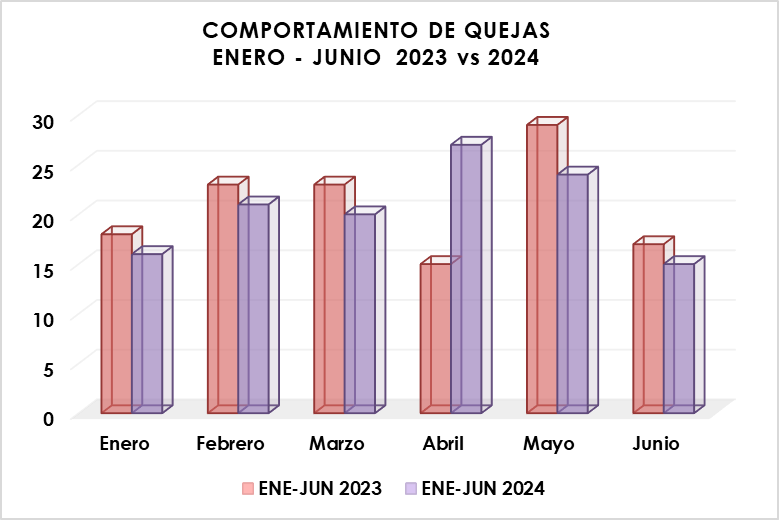 COMPORTAMIENTO DE QUEJAS
ENERO - JUNIO 2023 vs 2024
30
25
20
15
10
5
0
Enero Febrero Marzo Abril Mayo Junio
ENE-JUN 2023 ENE-JUN 2024